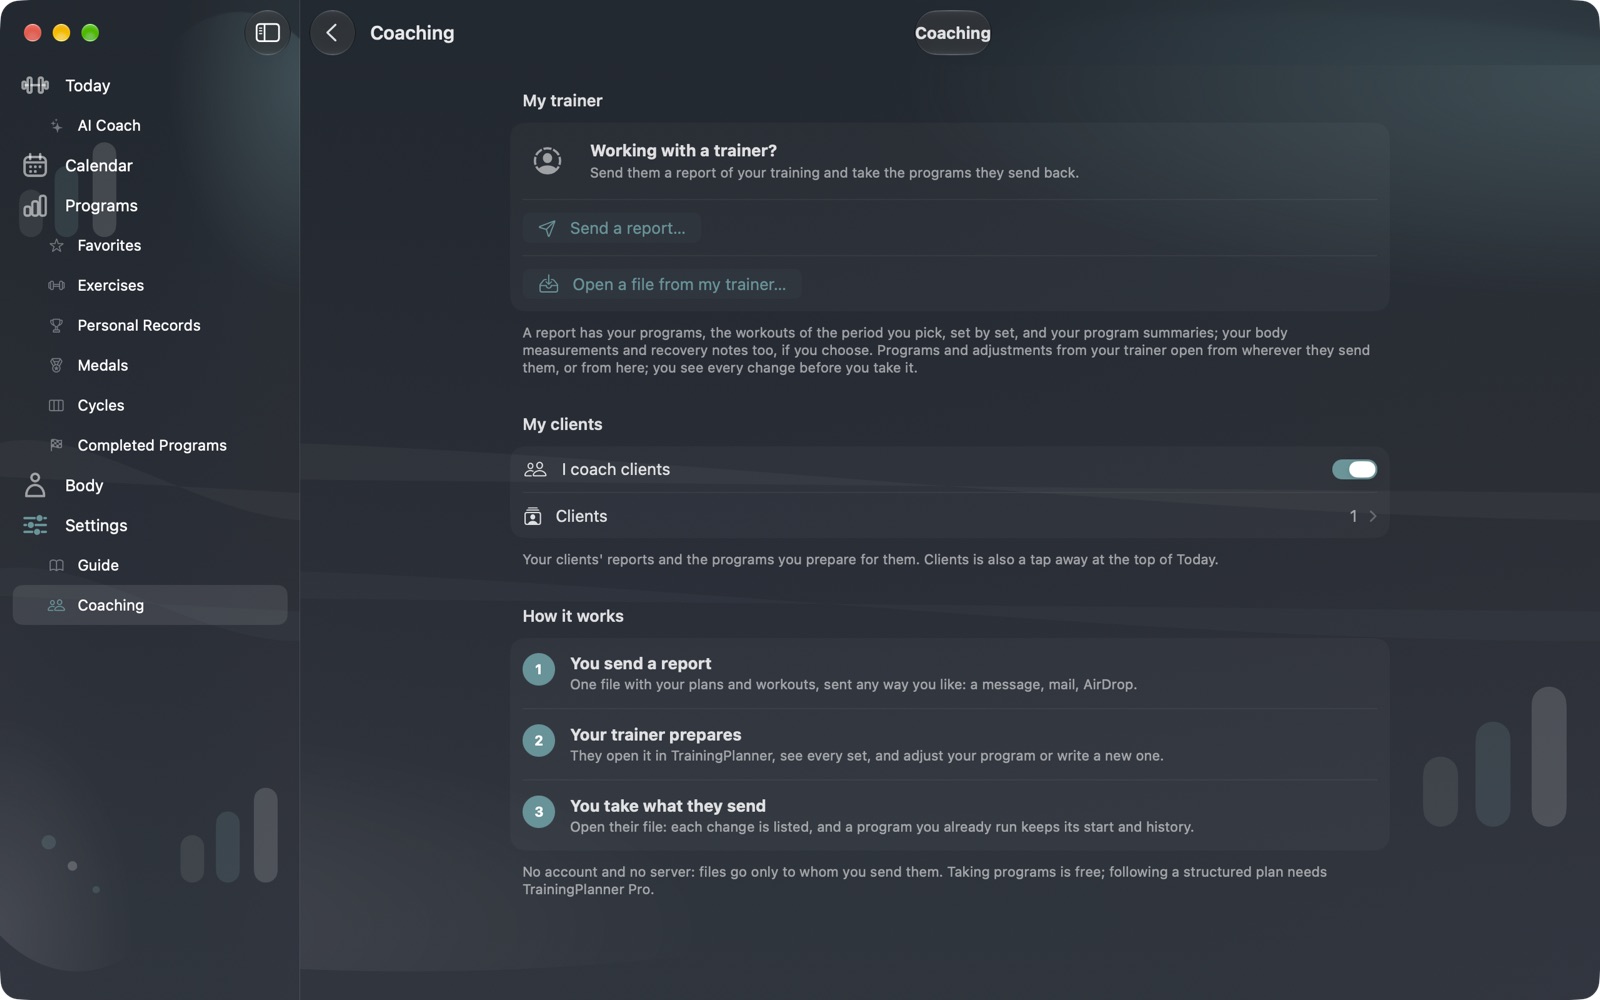 Today
AI Coach
Calendar
Programs
Favorites
Exercises
Personal Records
Medals
Cycles
Completed Programs
Body
Settings
Guide
Coaching
Coaching
Coaching
My trainer
Working with a trainer?
Send them a report of your training and take the programs they send back.
Send a report...
Open a file from my trainer...
A report has your programs, the workouts of the period you pick, set by set, and your program summaries; your body
measurements and recovery notes too, if you choose. Programs and adjustments from your trainer open from wherever they send
them, or from here; you see every change before you take it.
My clients
I coach clients
Clients
1
Your clients' reports and the programs you prepare for them. Clients is also a tap away at the top of Today.
How it works
1
You send a report
One file with your plans and workouts, sent any way you like: a message, mail, AirDrop.
2
Your trainer prepares
They open it in TrainingPlanner, see every set, and adjust your program or write a new one.
3
You take what they send
Open their file: each change is listed, and a program you already run keeps its start and history.
No account and no server: files go only to whom you send them. Taking programs is free; following a structured plan needs
TrainingPlanner Pro.